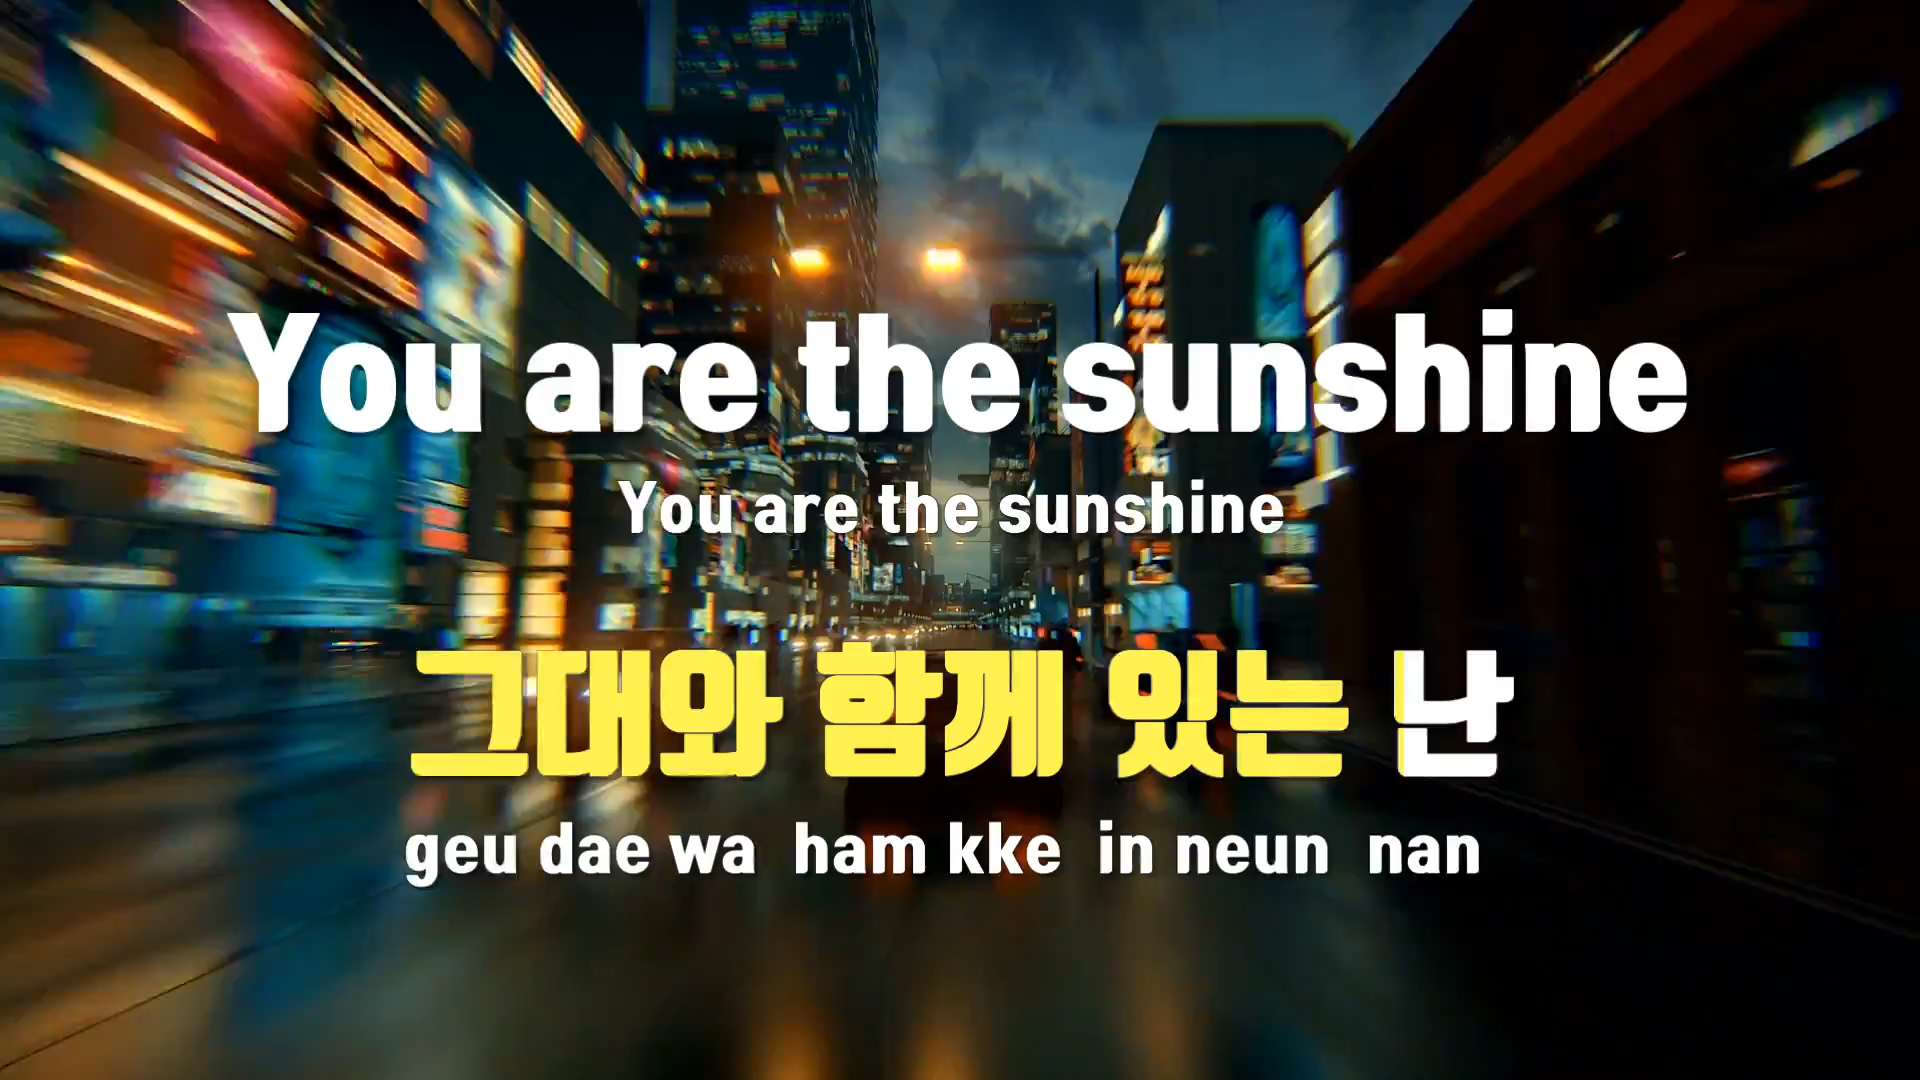 You are the sunshine
You are the sunshine
그대와 함께 있는 난
geu dae wa ham kke in neun nan